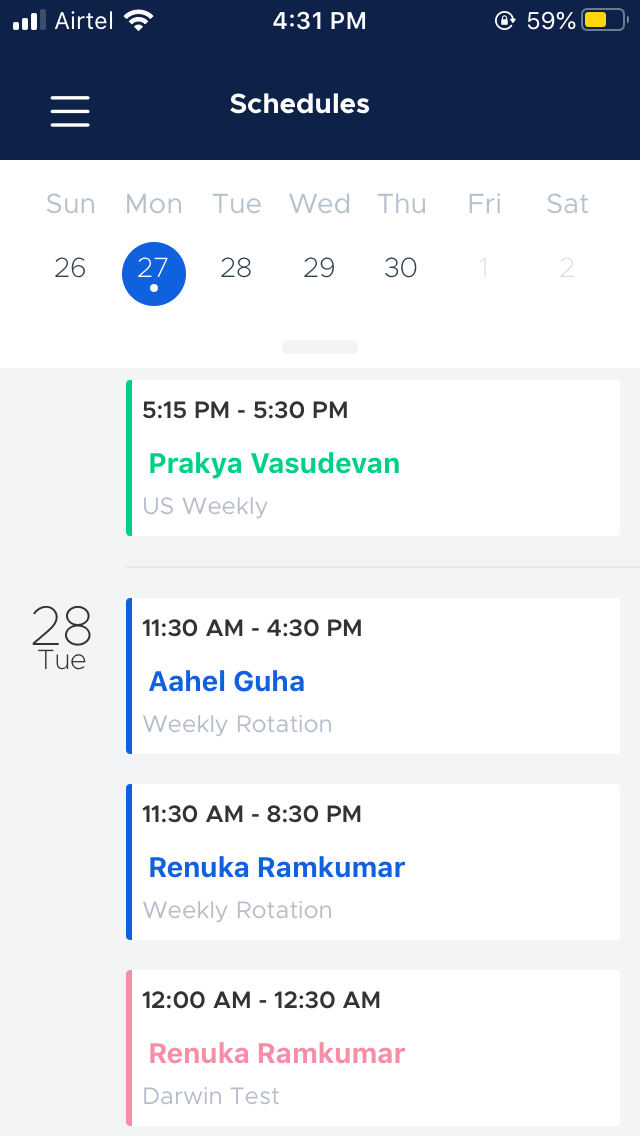 Airtel 4:31 PM 59%
Schedules
Sun Mon Tue Wed Thu Fri Sat
26 27 28 29 30 1 2
5:15 PM - 5:30 PM
Prakya Vasudevan
US Weekly
28
Tue
11:30 AM - 4:30 PM
Aahel Guha
Weekly Rotation
11:30 AM - 8:30 PM
Renuka Ramkumar
Weekly Rotation
12:00 AM - 12:30 AM
Renuka Ramkumar
Darwin Test